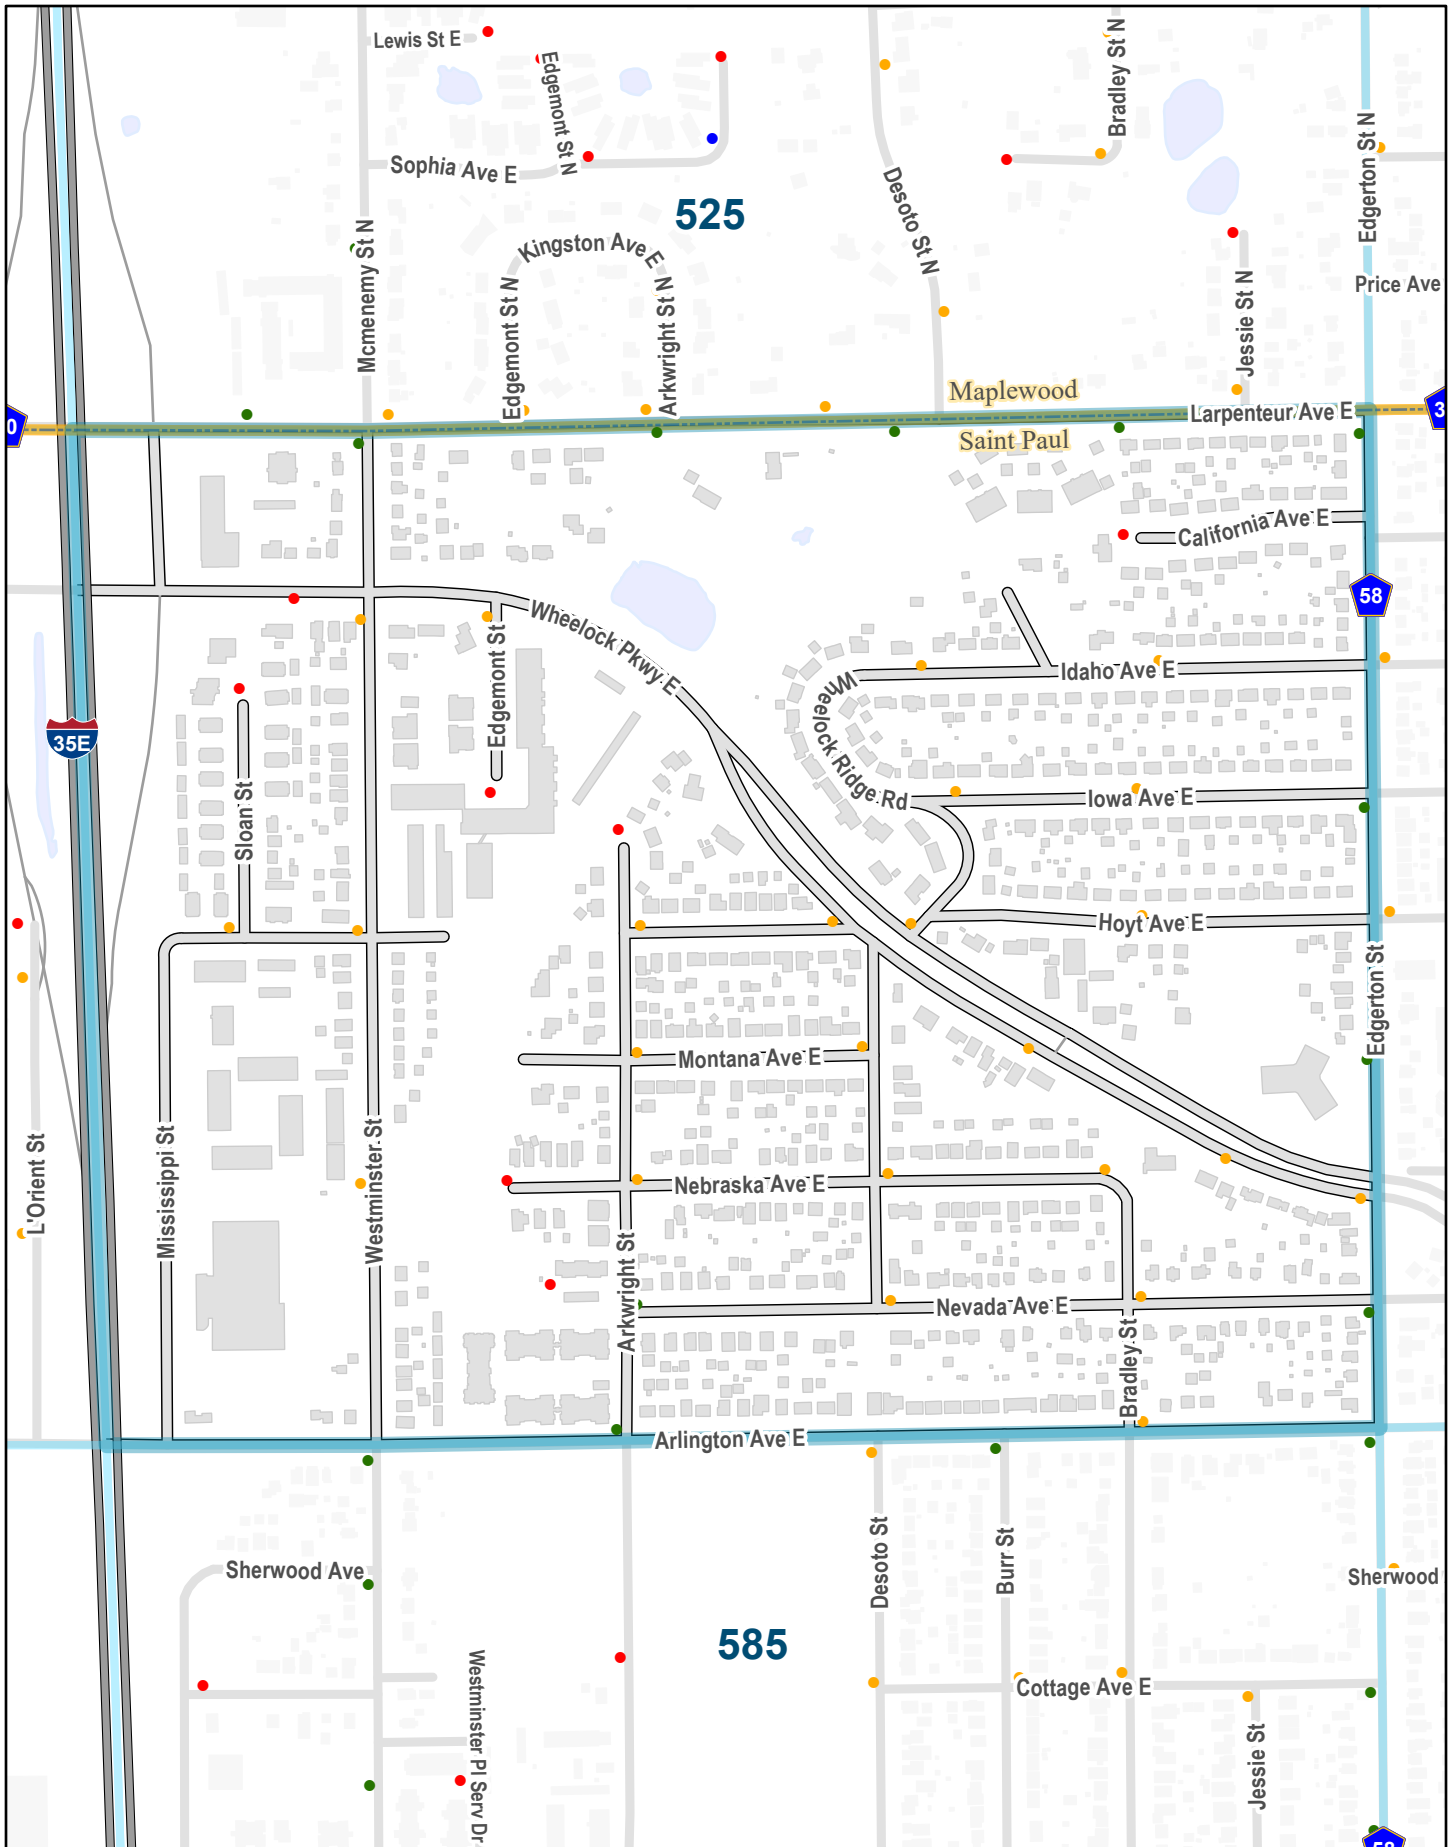 Lewis St E
Edgemont St N
Bradley St N
Sophia Ave E
Edgerton St N
Desoto St N
525
Mcmenemy St N
Kingston Ave E
Edgemont St N
Arkwright St N
Jessie St N
Price Ave
Maplewood
Larpenteur Ave E
0
3
Saint Paul
California Ave E
58
Wheelock Pkwy E
Edgemont St
Idaho Ave E
Wheelock Ridge Rd
35E
Sloan St
Iowa Ave E
Hoyt Ave E
Edgerton St
Montana Ave E
L'Orient St
Mississippi St
Westminster St
Nebraska Ave E
Arkwright St
Nevada Ave E
Bradley St
Arlington Ave E
Sherwood Ave
Desoto St
Burr St
Sherwood
585
Westminster Pl Serv Dr
Cottage Ave E
Jessie St
58